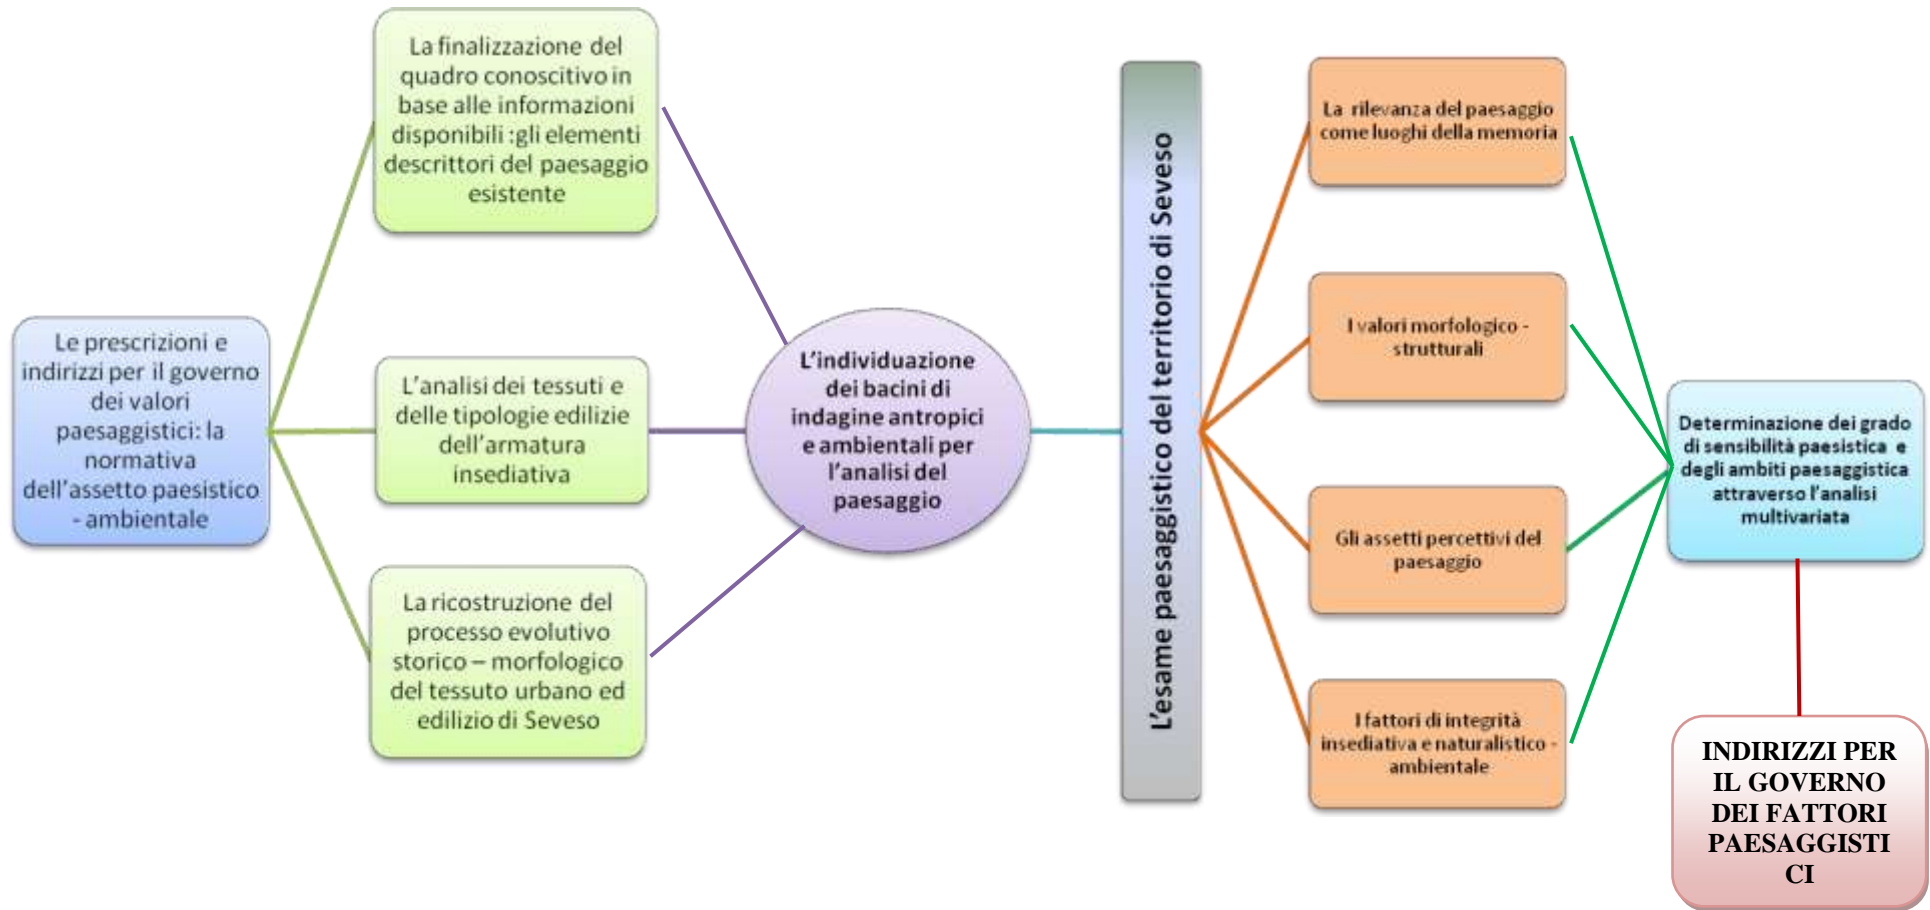 Le prescrizioni e
indirizzi per il governo
dei valori
paesaggistici: la
normativa
dell'assetto paesistico
- ambientale
La finalizzazione del
quadro conoscitivo in
base alle informazioni
disponibili :gli elementi
descrittori del paesaggio
esistente
L'analisi dei tessuti e
delle tipologie edilizie
dell'armatura
insediativa
La ricostruzione del
processo evolutivo
storico – morfologico
del tessuto urbano ed
edilizio di Seveso
L'individuazione
dei bacini di
indagine antropici
e ambientali per
l'analisi del
paesaggio
L'esame paesaggistico del territorio di Seveso
La rilevanza del paesaggio
come luoghi della memoria
I valori morfologico -
strutturali
Gli assetti percettivi del
paesaggio
I fattori di integrità
insediativa e naturalistico -
ambientale
Determinazione dei grado
di sensibilità paesistica e
degli ambiti paesaggistica
attraverso l'analisi
multivariata
INDIRIZZI PER
IL GOVERNO
DEI FATTORI
PAESAGGISTI
CI